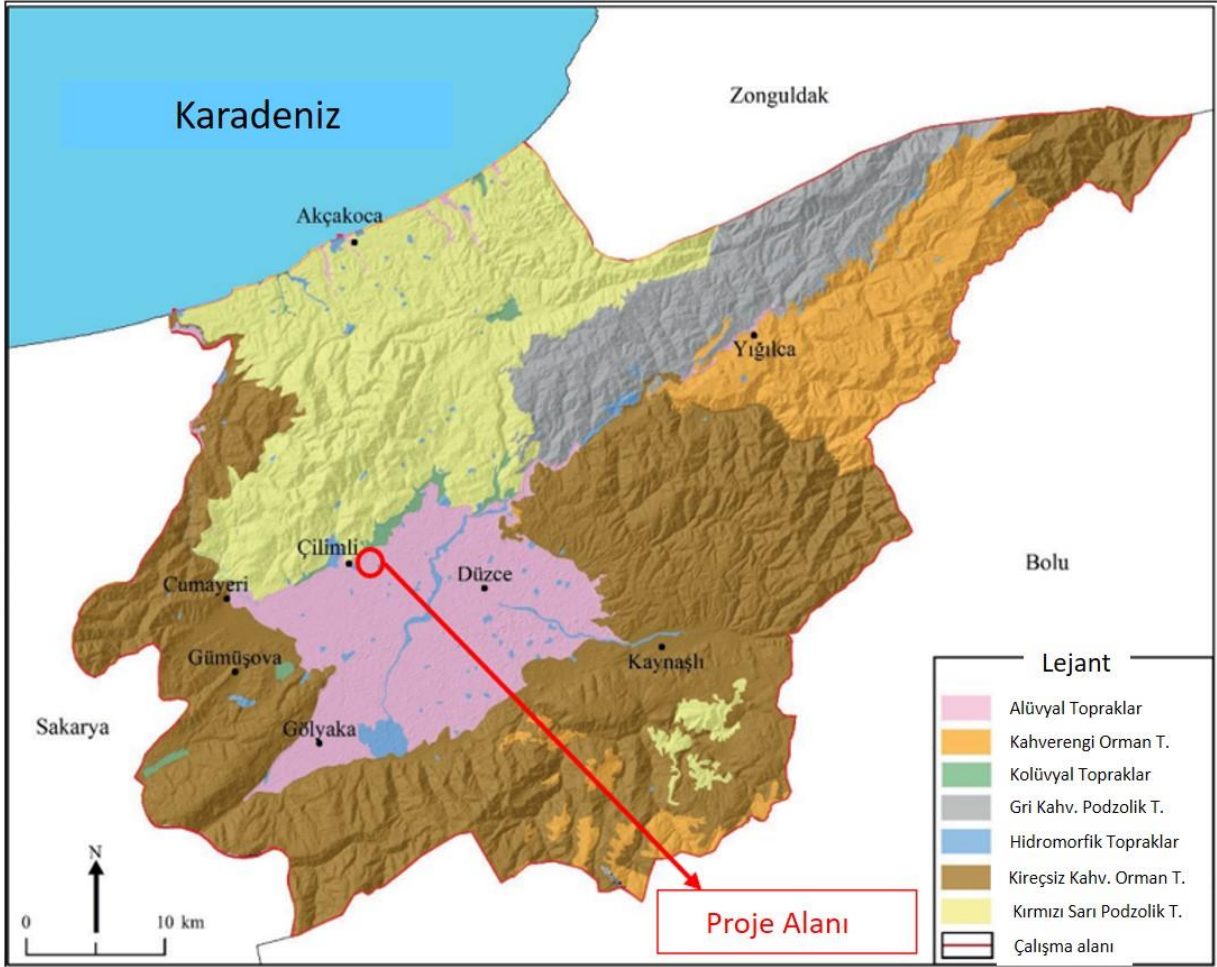 Karadeniz
Zonguldak
Akçakoca
Yığılca
Çilimli
Düzce
Cumayeri
Bolu
Gümüşova
Kaynaşlı
Sakarya
Gölyaka
Lejant
Alüvyal Topraklar
Kahverengi Orman T.
Kolüvyal Topraklar
Gri Kahv. Podzolik T.
Hidromorfik Topraklar
Kireçsiz Kahv. Orman T.
Kırmızı Sarı Podzolik T.
Çalışma alanı
N
0 10 km
Proje Alanı